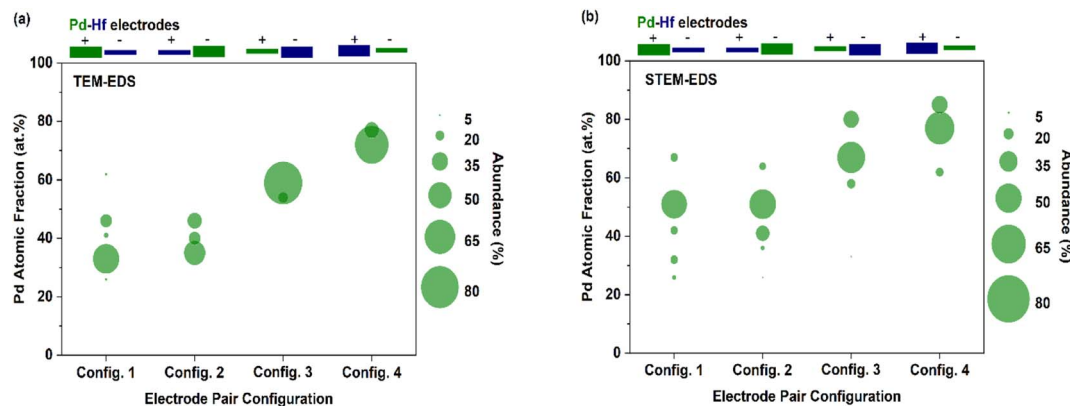 (a)
Pd-Hf electrodes
+ - + - + - + -
TEM-EDS
100
80
60
40
20
0
Pd Atomic Fraction (at.%)
Config. 1 Config. 2 Config. 3 Config. 4
Electrode Pair Configuration
5
20
35
50
65
80
Abundance (%)
(b)
Pd-Hf electrodes
+ - + - + - + -
STEM-EDS
100
80
60
40
20
0
Pd Atomic Fraction (at.%)
Config. 1 Config. 2 Config. 3 Config. 4
Electrode Pair Configuration
5
20
35
50
65
80
Abundance (%)